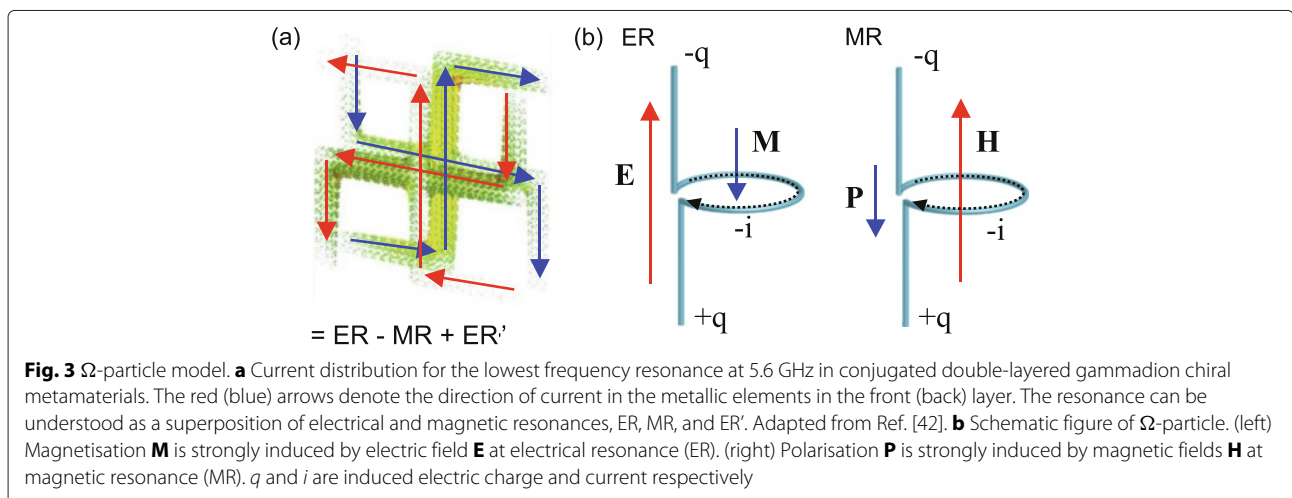 (a)
(b) ER
MR
-q
-q
E
M
H
P
-i
-i
+q
+q
= ER - MR + ER'’
Fig. 3 Ω-particle model. a Current distribution for the lowest frequency resonance at 5.6 GHz in conjugated double-layered gammadion chiral
metamaterials. The red (blue) arrows denote the direction of current in the metallic elements in the front (back) layer. The resonance can be
understood as a superposition of electrical and magnetic resonances, ER, MR, and ER’. Adapted from Ref. [42]. b Schematic figure of Ω-particle. (left)
Magnetisation M is strongly induced by electric field E at electrical resonance (ER). (right) Polarisation P is strongly induced by magnetic fields H at
magnetic resonance (MR). q and i are induced electric charge and current respectively